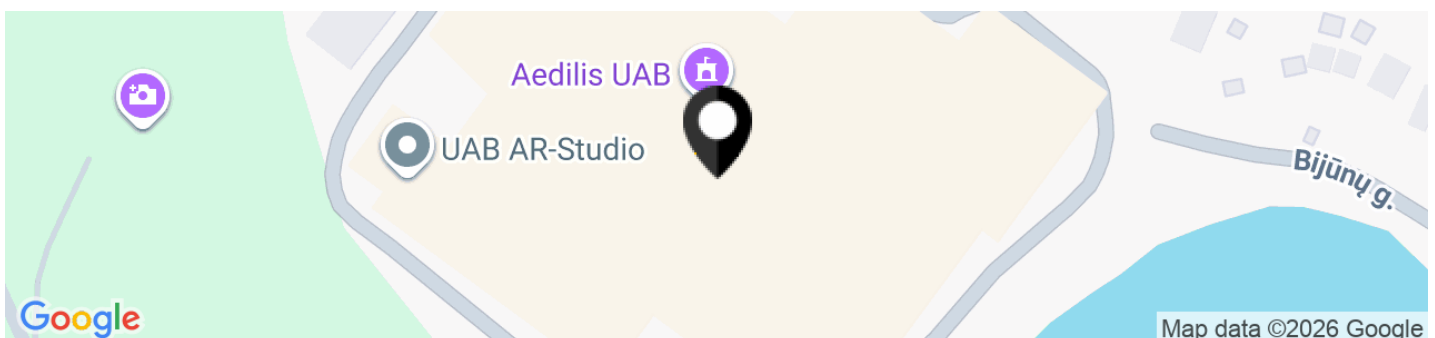 Aedilis UAB
UAB AR-Studio
Bijūnų g.
Google
Map data ©2026 Google